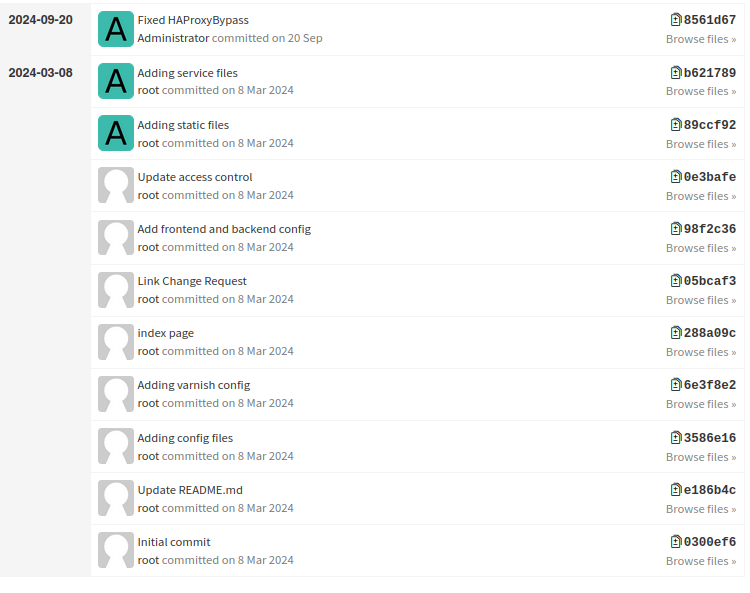 2024-09-20
A
Fixed HAProxyBypass
8561d67
Administrator committed on 20 Sep
Browse files »
2024-03-08
A
Adding service files
b621789
root committed on 8 Mar 2024
Browse files »
A
Adding static files
89ccf92
root committed on 8 Mar 2024
Browse files »
Update access control
0e3bafe
root committed on 8 Mar 2024
Browse files »
Add frontend and backend config
98f2c36
root committed on 8 Mar 2024
Browse files »
Link Change Request
05bcaf3
root committed on 8 Mar 2024
Browse files »
index page
288a09c
root committed on 8 Mar 2024
Browse files »
Adding varnish config
6e3f8e2
root committed on 8 Mar 2024
Browse files »
Adding config files
3586e16
root committed on 8 Mar 2024
Browse files »
Update README.md
e186b4c
root committed on 8 Mar 2024
Browse files »
Initial commit
0300ef6
root committed on 8 Mar 2024
Browse files »